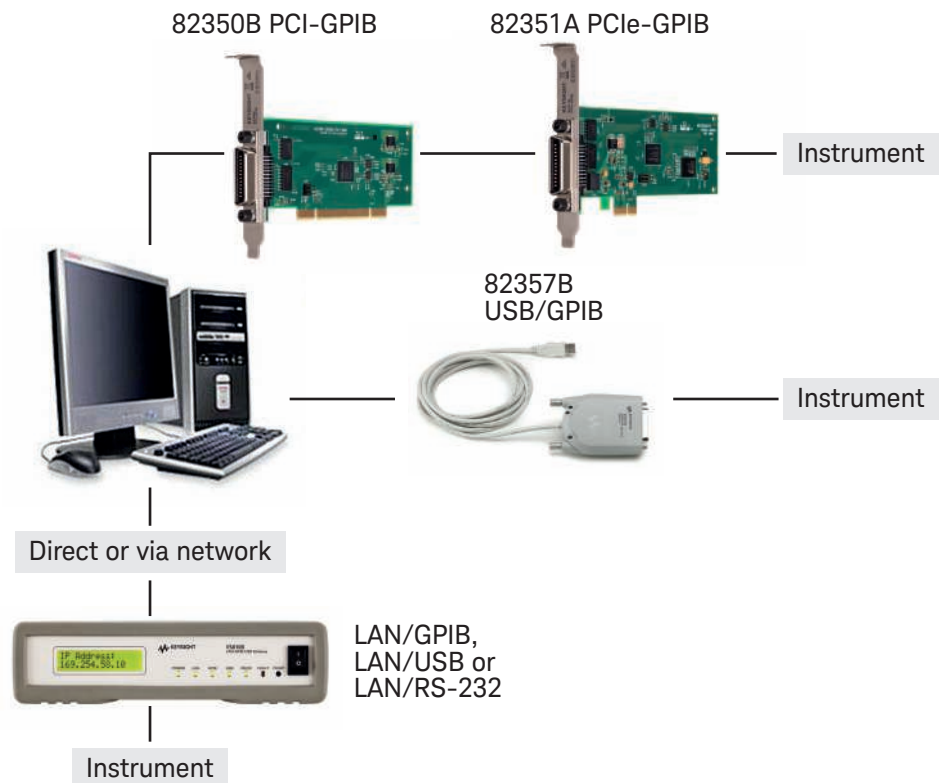 82350B PCI-GPIB
82351A PCIe-GPIB
Instrument
82357B
USB/GPIB
Instrument
Direct or via network
IP Address:
169.254.58.10
KEYSIGHT
LAN/GPIB,
LAN/USB or
LAN/RS-232
Instrument